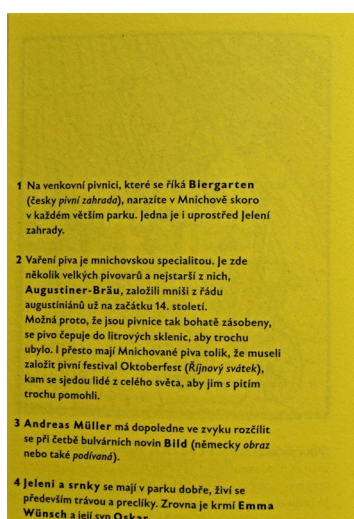 1 Na venkovní pivnici, které se říká Biergarten
(česky pivní zahrada), narazíte v Mnichově skoro
v každém větším parku. Jedna je i uprostřed Jelení
zahrady.
2 Vaření piva je mnichovskou specialitou. Je zde
několik velkých pivovarů a nejstarší z nich,
Augustiner-Bräu, založili mniši z řádu
augustiniánů už na začátku 14. století.
Možná proto, že jsou pivnice tak bohatě zásobeny,
se pivo čepuje do litrových sklenic, aby trochu
ubylo. I přesto mají Mnichované piva tolik, že museli
založit pivní festival Oktoberfest (Říjnový svátek),
kam se sjedou lidé z celého světa, aby jim s pitím
trochu pomohli.
3 Andreas Müller má dopoledne ve zvyku rozčílit
se při četbě bulvárních novin Bild (německy obraz
nebo také podívaná).
4 Jeleni a srnky se mají v parku dobře, živí se
především trávou a preclíky. Zrovna je krmí Emma
Wünsch a její syn Oskar.